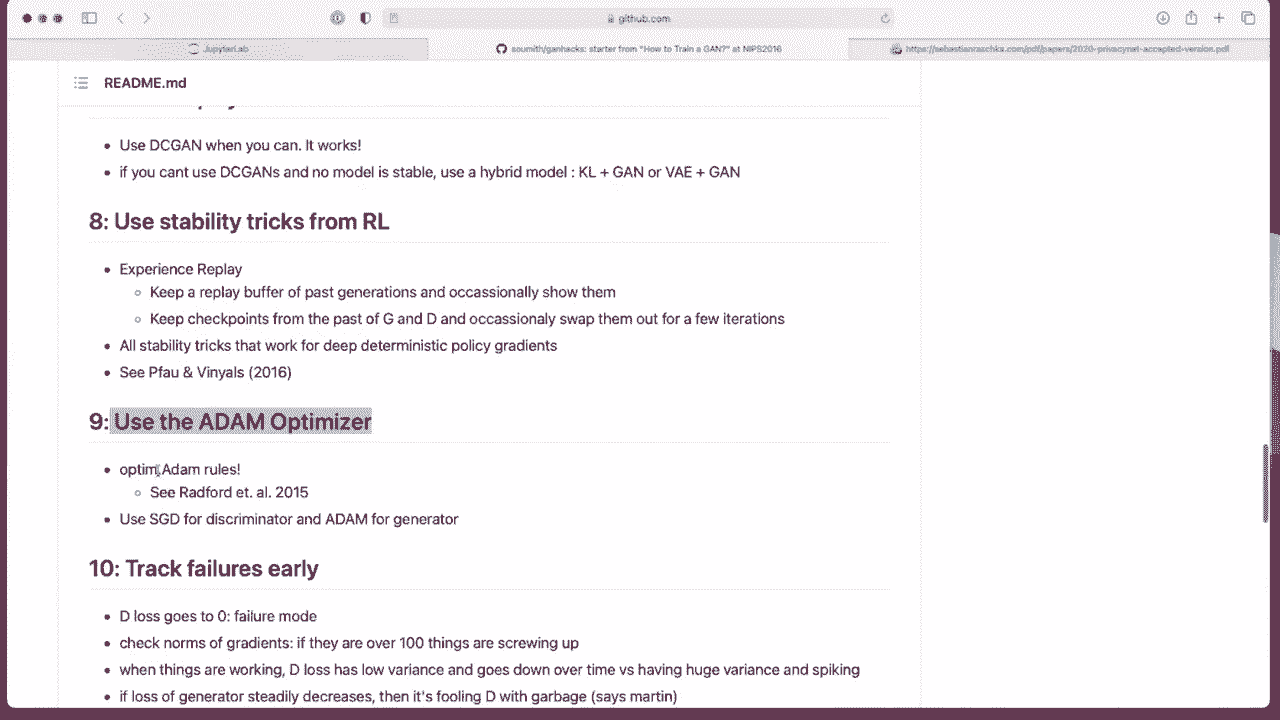 github.com
JupyterLab
soumith/ganhacks: starter from "How to Train a GAN?" at NIPS2016
https://sebastianraschka.com/pdf/papers/2020-privacynet-accepted-version.pdf
README.md
Use DCGAN when you can. It works!
if you cant use DCGANs and no model is stable, use a hybrid model : KL + GAN or VAE + GAN
8: Use stability tricks from RL
Experience Replay
Keep a replay buffer of past generations and occassionally show them
Keep checkpoints from the past of G and D and occassionaly swap them out for a few iterations
All stability tricks that work for deep deterministic policy gradients
See Pfau & Vinyals (2016)
9: Use the ADAM Optimizer
optim.Adam rules!
See Radford et. al. 2015
Use SGD for discriminator and ADAM for generator
10: Track failures early
D loss goes to 0: failure mode
check norms of gradients: if they are over 100 things are screwing up
when things are working, D loss has low variance and goes down over time vs having huge variance and spiking
if loss of generator steadily decreases, then it's fooling D with garbage (says martin)